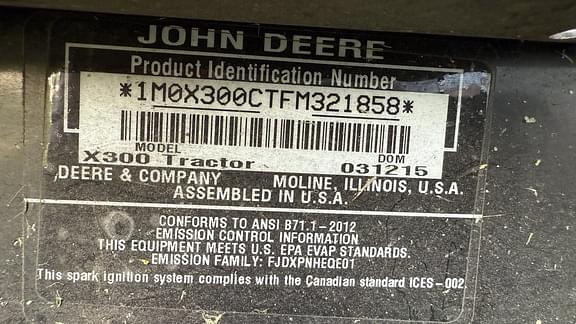 JOHN DEERE
Product Identification Number
*1M0X300CTFM321858*
MODEL DOM
X300 Tractor 031215
DEERE & COMPANY MOLINE, ILLINOIS, U.S.A.
ASSEMBLED IN U.S.A.
CONFORMS TO ANSI B71.1-2012
EMISSION CONTROL INFORMATION
THIS EQUIPMENT MEETS U.S. EPA EVAP STANDARDS.
EMISSION FAMILY: FJDXPNHEQE01
This spark ignition system complies with the Canadian standard ICES-002